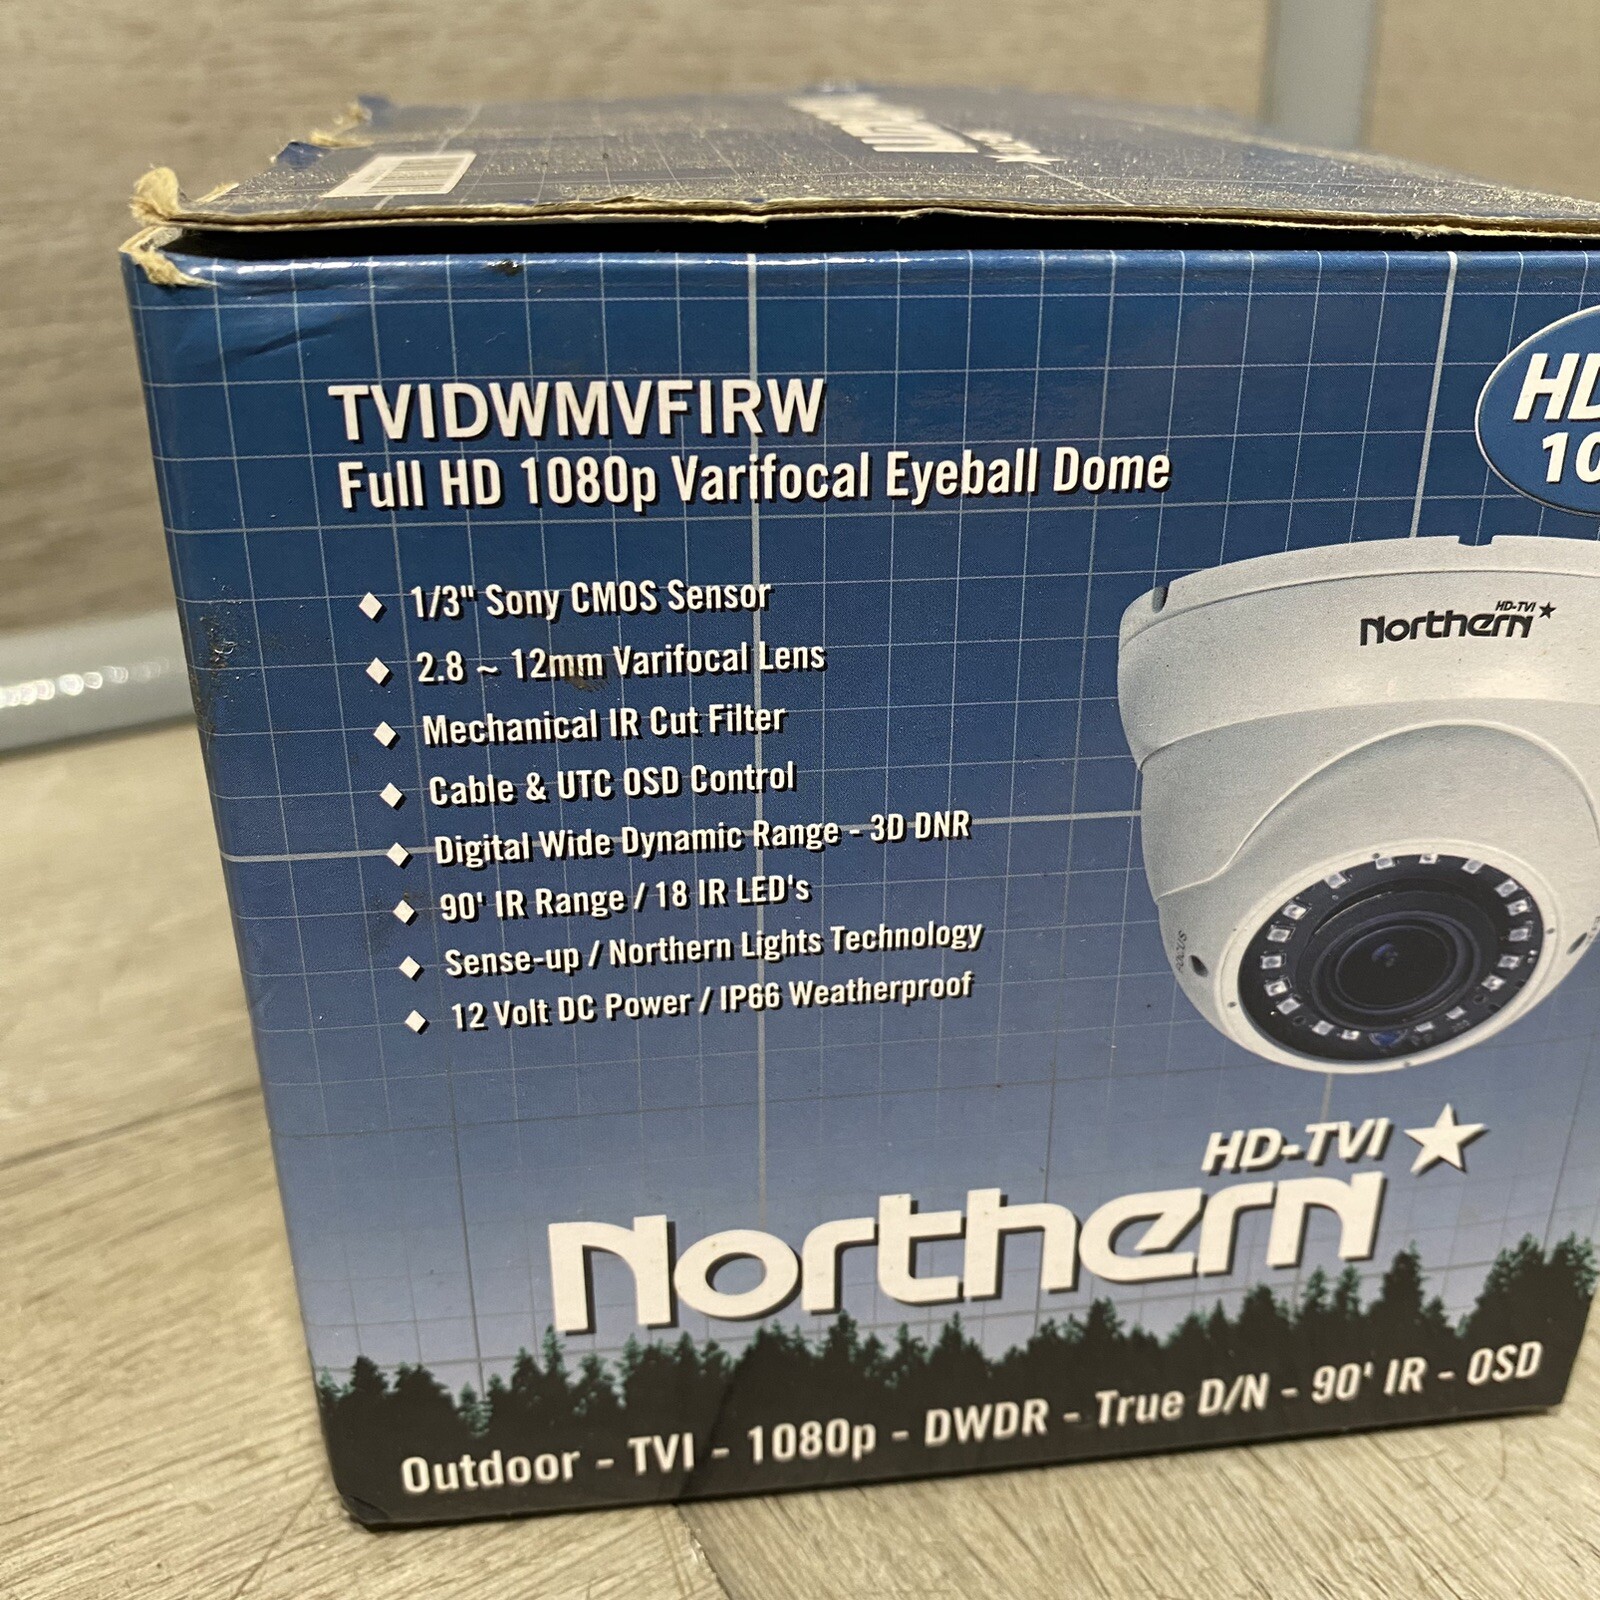 TVIDWMVFIRW
Full HD 1080p Varifocal Eyeball Dome
1/3" Sony CMOS Sensor
2.8 ~ 12mm Varifocal Lens
Mechanical IR Cut Filter
Cable & UTC OSD Control
Digital Wide Dynamic Range - 3D DNR
90' IR Range / 18 IR LED's
Sense-up / Northern Lights Technology
12 Volt DC Power / IP66 Weatherproof
HD-TVI
Northern
FOCUS
HD-TVI
Northern
Outdoor - TVI - 1080p - DWDR - True D/N - 90' IR - OSD